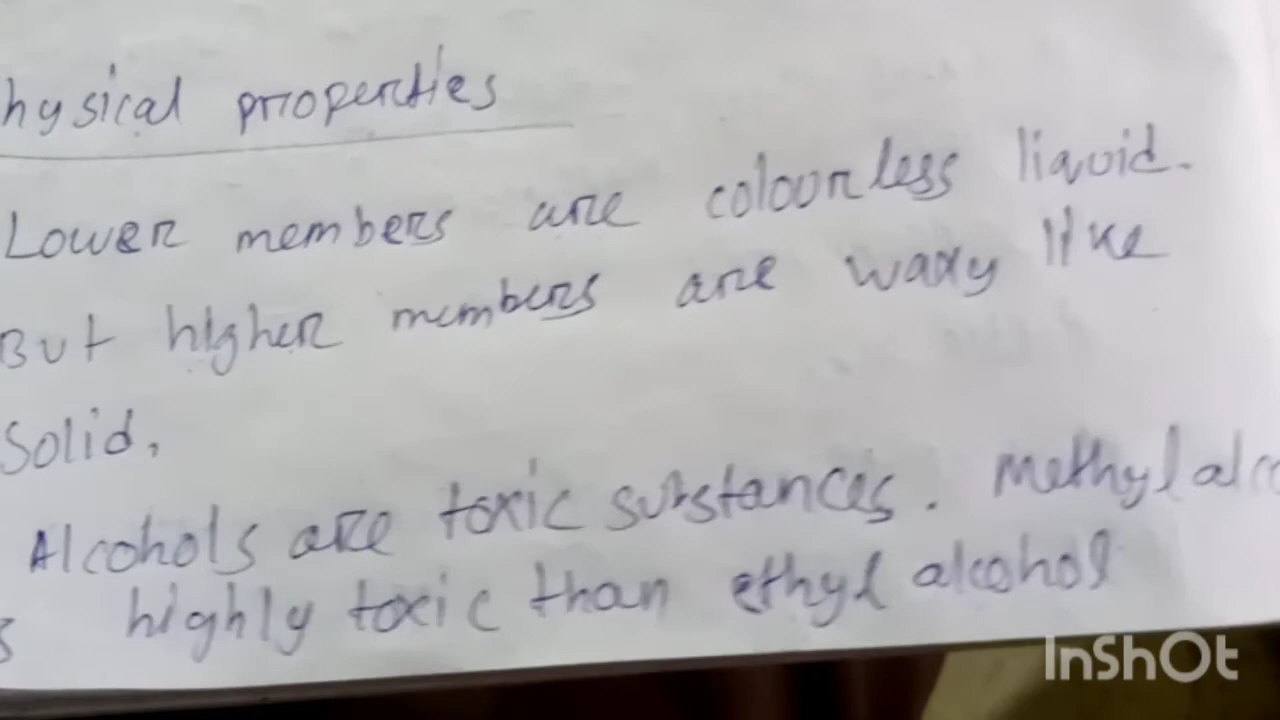 hysical properties
Lower members are colourless liquid.
But higher members are waxy like
Solid.
Alcohols are toxic substances. Methyl alco
s highly toxic than ethyl alcohol
InShOt